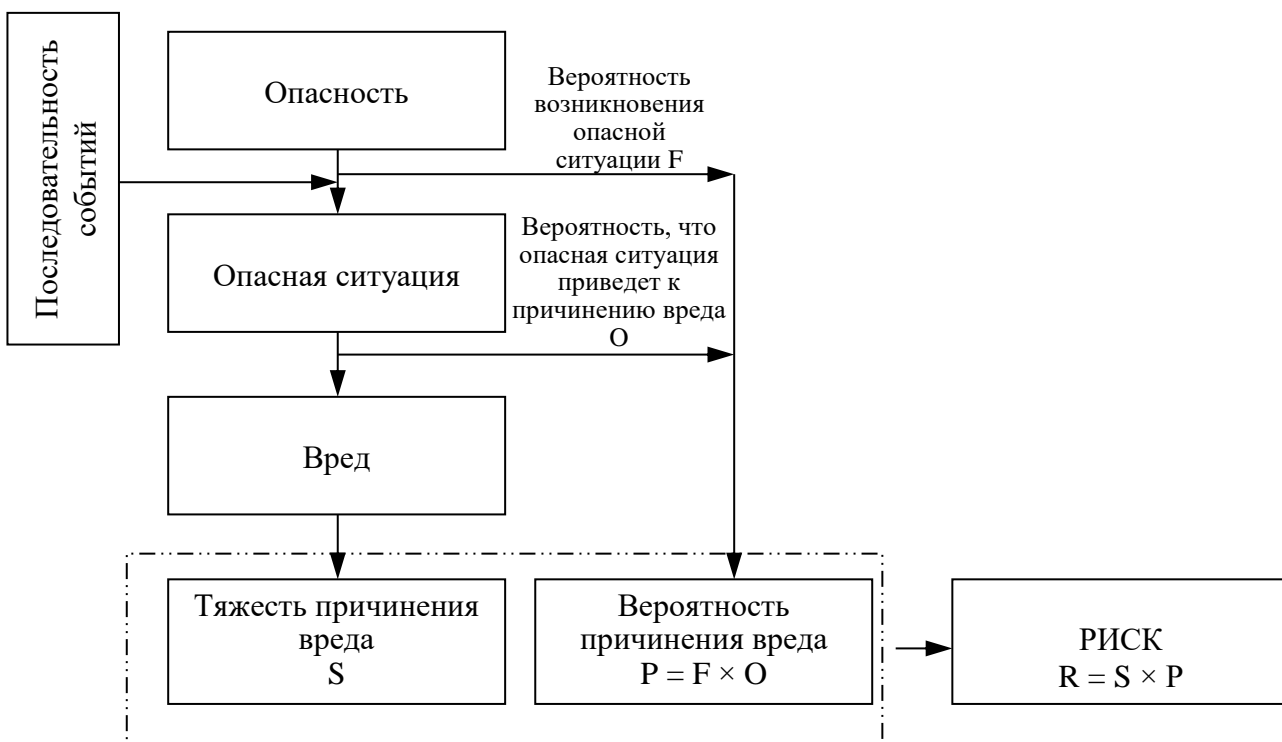 Последовательность
событий
Опасность
Вероятность
возникновения
опасной
ситуации F
Опасная ситуация
Вероятность, что
опасная ситуация
приведет к
причинению вреда
O
Вред
Тяжесть причинения
вреда
S
Вероятность
причинения вреда
P = F × O
РИСК
R = S × P